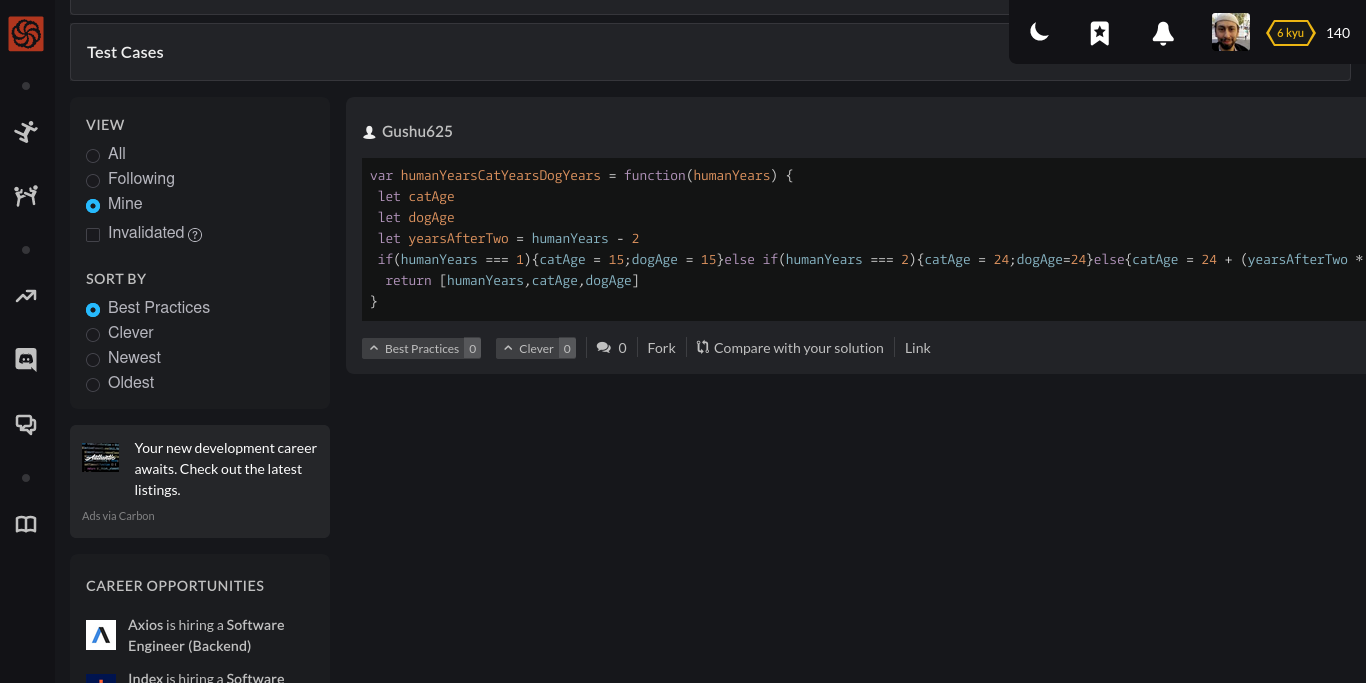 Test Cases
6 kyu
140
VIEW
All
Following
Mine
Invalidated ?
SORT BY
Best Practices
Clever
Newest
Oldest
Your new development career
awaits. Check out the latest
listings.
Ads via Carbon
CAREER OPPORTUNITIES
Axios is hiring a Software
Engineer (Backend)
Index is hiring a Software
Gushu625
var humanYearsCatYearsDogYears = function(humanYears) {
let catAge
let dogAge
let yearsAfterTwo = humanYears - 2
if(humanYears === 1){catAge = 15;dogAge = 15}else if(humanYears === 2){catAge = 24;dogAge=24}else{catAge = 24 + (yearsAfterTwo *
return [humanYears,catAge,dogAge]
}
Best Practices 0 Clever 0 0 Fork Compare with your solution Link